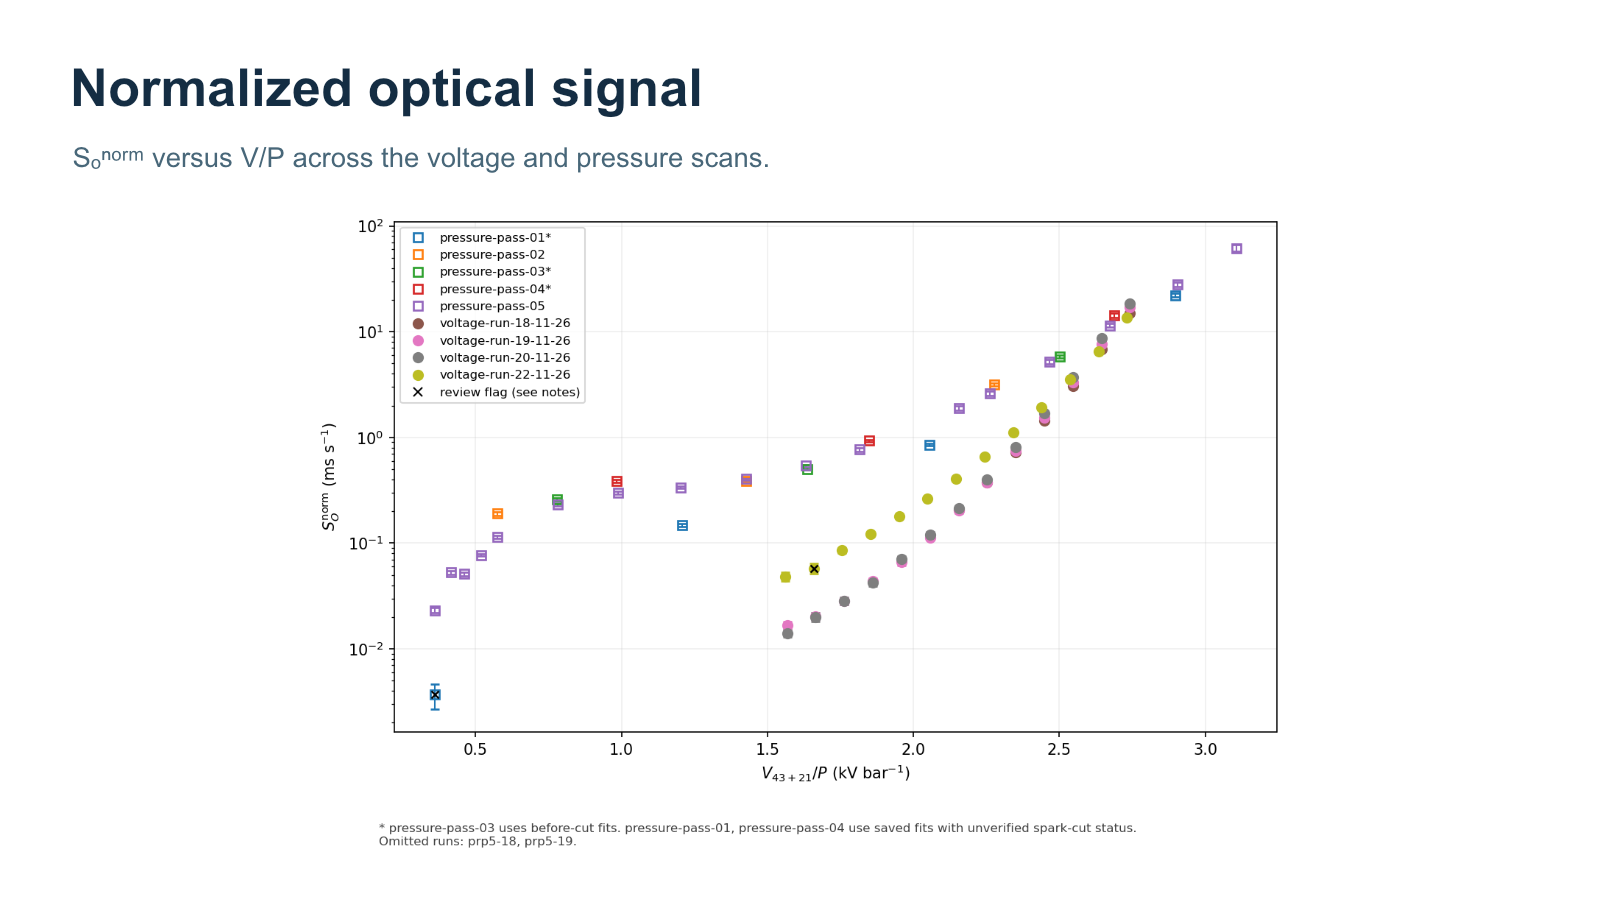 Normalized optical signal
Sₒⁿᵒʳᵐ versus V/P across the voltage and pressure scans.
10²
10¹
10⁰
10⁻¹
10⁻²
S_O^norm (ms s⁻¹)
pressure-pass-01*
pressure-pass-02
pressure-pass-03*
pressure-pass-04*
pressure-pass-05
voltage-run-18-11-26
voltage-run-19-11-26
voltage-run-20-11-26
voltage-run-22-11-26
review flag (see notes)
0.5 1.0 1.5 2.0 2.5 3.0
V₄₃₊₂₁/P (kV bar⁻¹)
* pressure-pass-03 uses before-cut fits. pressure-pass-01, pressure-pass-04 use saved fits with unverified spark-cut status.
Omitted runs: prp5-18, prp5-19.